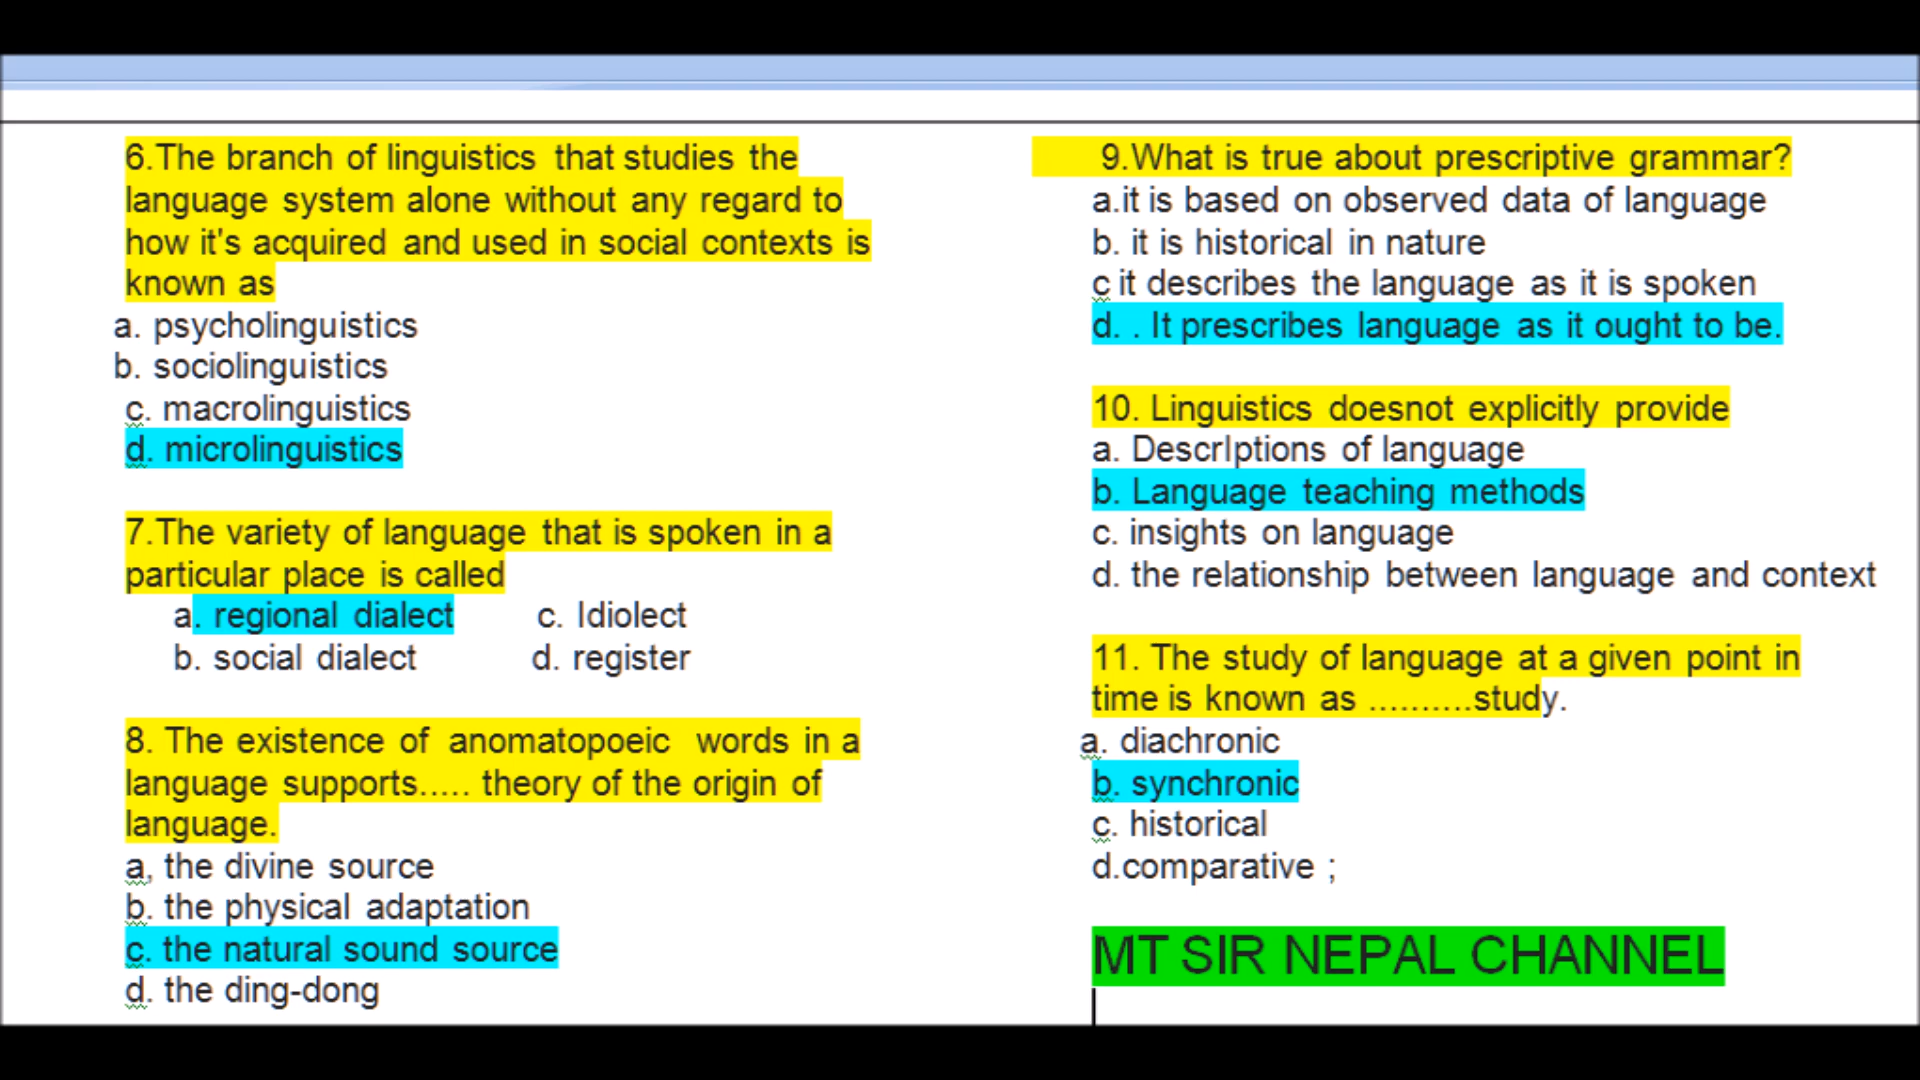 6.The branch of linguistics that studies the
language system alone without any regard to
how it's acquired and used in social contexts is
known as
a. psycholinguistics
b. sociolinguistics
c. macrolinguistics
d. microlinguistics
7.The variety of language that is spoken in a
particular place is called
a. regional dialect c. Idiolect
b. social dialect d. register
8. The existence of anomatopoeic words in a
language supports..... theory of the origin of
language.
a, the divine source
b. the physical adaptation
c. the natural sound source
d. the ding-dong
9.What is true about prescriptive grammar?
a.it is based on observed data of language
b. it is historical in nature
c it describes the language as it is spoken
d. . It prescribes language as it ought to be.
10. Linguistics doesnot explicitly provide
a. DescrIptions of language
b. Language teaching methods
c. insights on language
d. the relationship between language and context
11. The study of language at a given point in
time is known as ..........study.
a. diachronic
b. synchronic
c. historical
d.comparative ;
MT SIR NEPAL CHANNEL